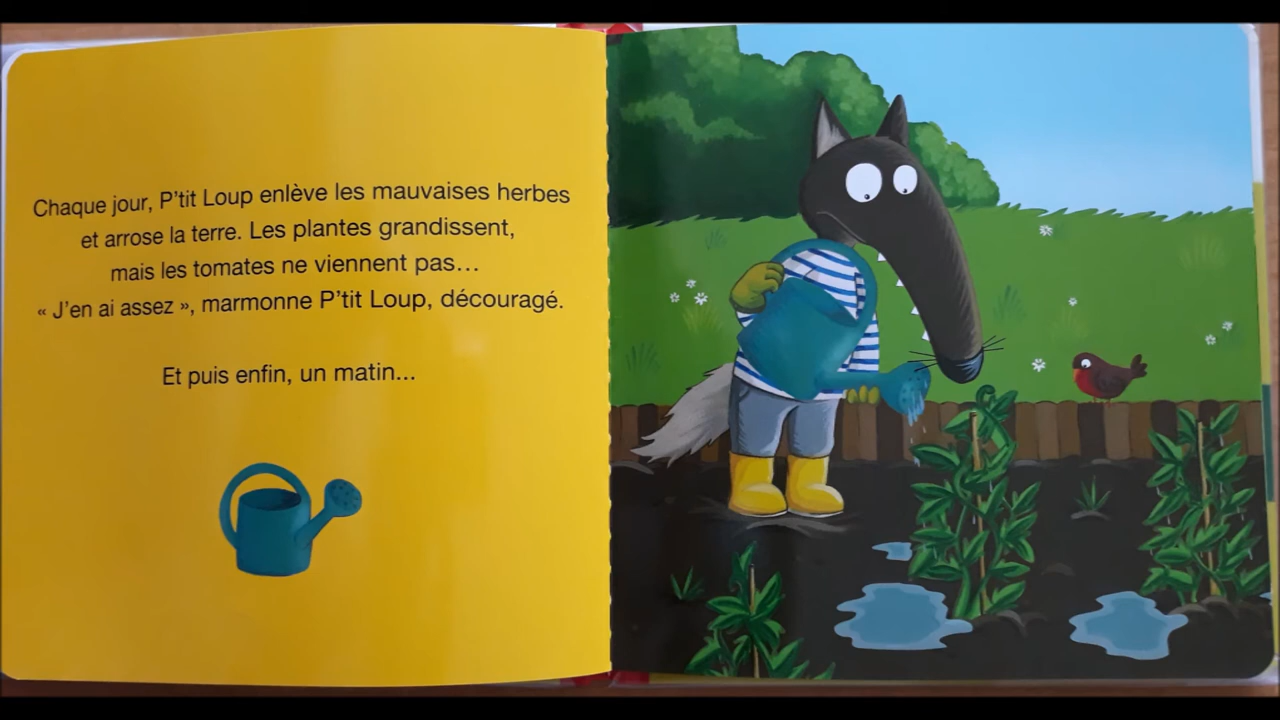 Chaque jour, P'tit Loup enlève les mauvaises herbes
et arrose la terre. Les plantes grandissent,
mais les tomates ne viennent pas…
« J'en ai assez », marmonne P'tit Loup, découragé.
Et puis enfin, un matin...